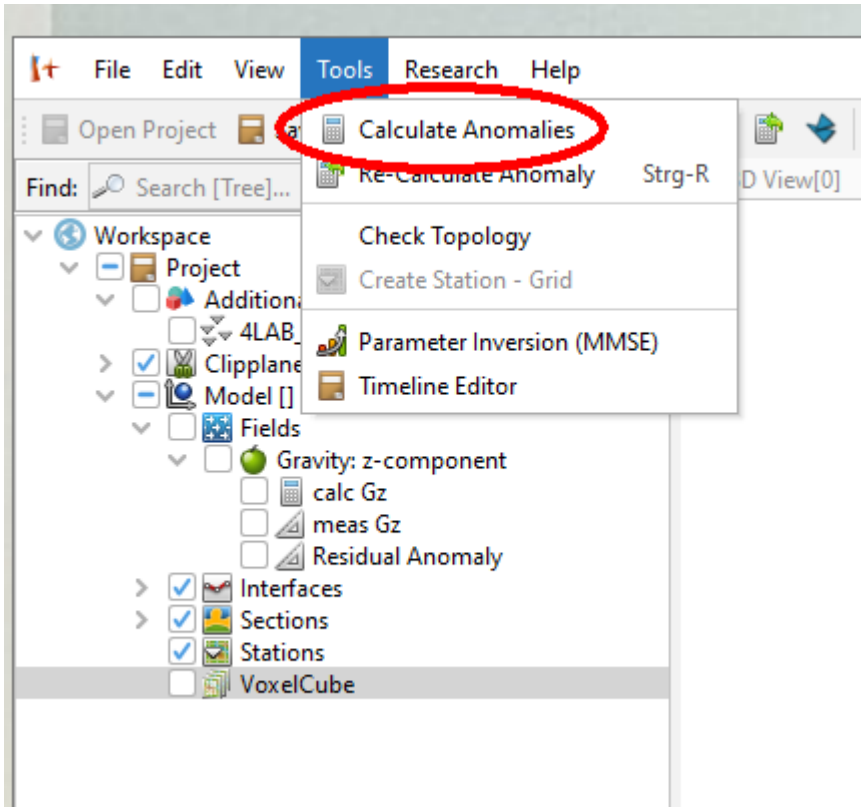 File Edit View Tools Research Help
Open Project
Calculate Anomalies
Re-Calculate Anomaly Strg-R
Find: Search [Tree]... D View[0]
Workspace
Check Topology
Project
Create Station - Grid
Additiona
4LAB_
Parameter Inversion (MMSE)
Clipplane
Timeline Editor
Model []
Fields
Gravity: z-component
calc Gz
meas Gz
Residual Anomaly
Interfaces
Sections
Stations
VoxelCube